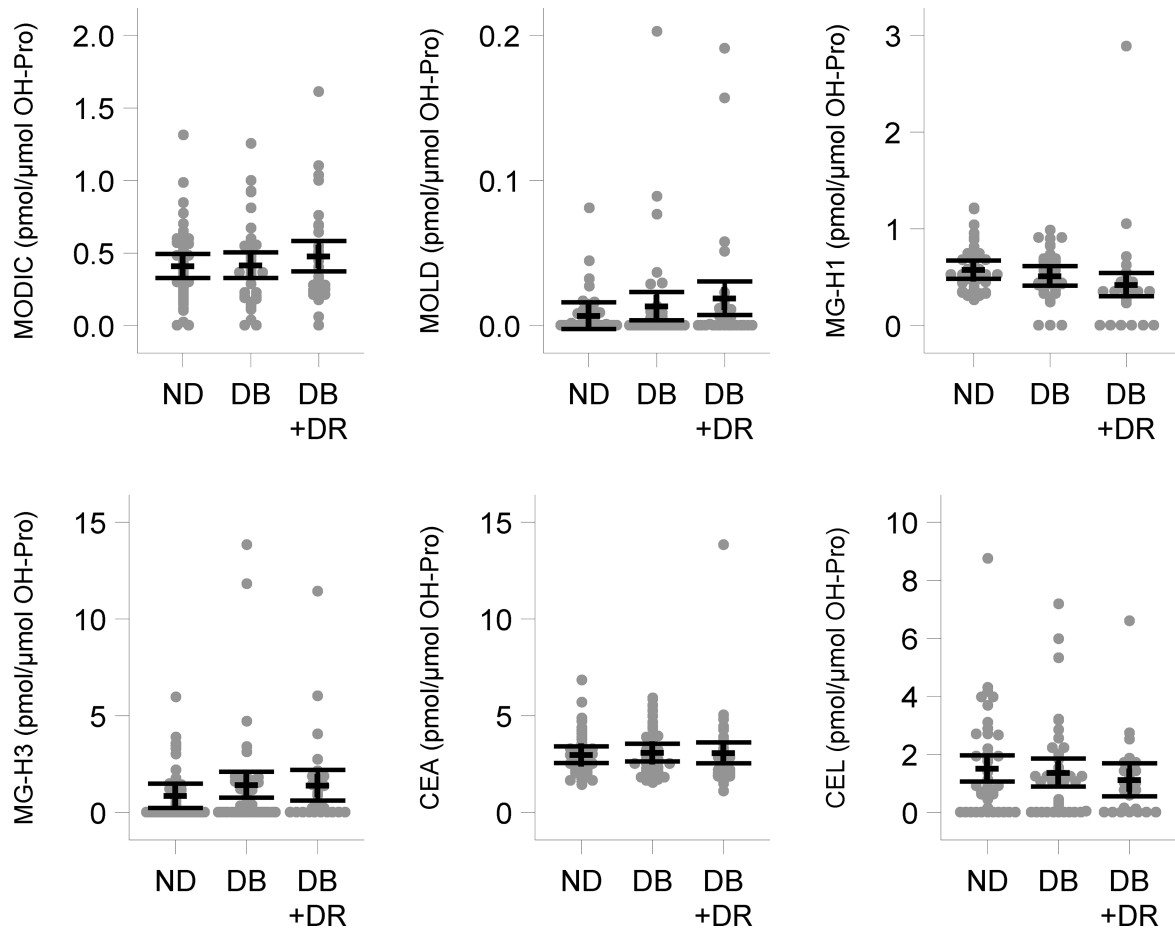 MODIC (pmol/µmol OH-Pro)
2.0
1.5
1.0
0.5
0.0
ND DB DB
+DR
MOLD (pmol/µmol OH-Pro)
0.2
0.1
0.0
ND DB DB
+DR
MG-H1 (pmol/µmol OH-Pro)
3
2
1
0
ND DB DB
+DR
MG-H3 (pmol/µmol OH-Pro)
15
10
5
0
ND DB DB
+DR
CEA (pmol/µmol OH-Pro)
15
10
5
0
ND DB DB
+DR
CEL (pmol/µmol OH-Pro)
10
8
6
4
2
0
ND DB DB
+DR